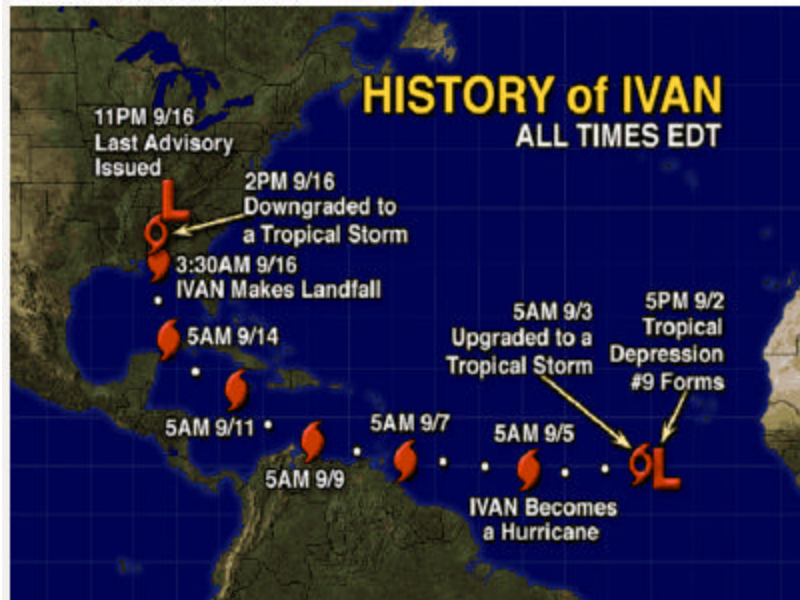 HISTORY of IVAN
ALL TIMES EDT
11PM 9/16
Last Advisory
Issued
L
2PM 9/16
Downgraded to
a Tropical Storm
3:30AM 9/16
IVAN Makes Landfall
5AM 9/14
5AM 9/11
5AM 9/9
5AM 9/7
5AM 9/5
IVAN Becomes
a Hurricane
5AM 9/3
Upgraded to a
Tropical Storm
5PM 9/2
Tropical
Depression
#9 Forms
L